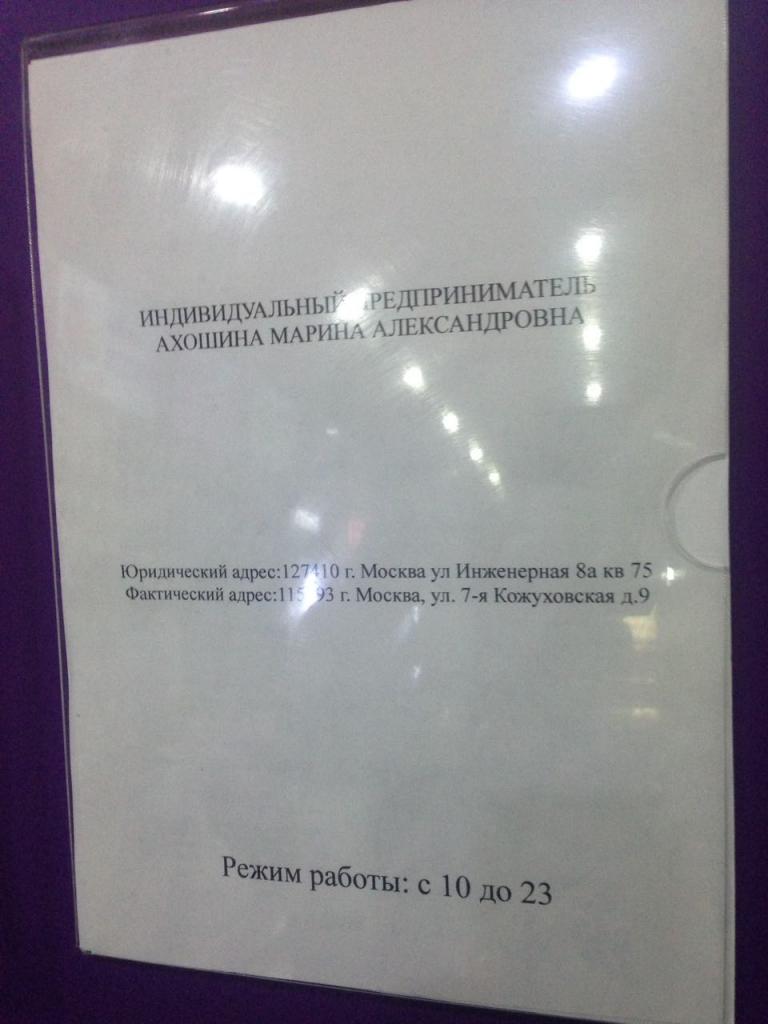 ИНДИВИДУАЛЬНЫЙ ПРЕДПРИНИМАТЕЛЬ
АХОШИНА МАРИНА АЛЕКСАНДРОВНА
Юридический адрес:127410 г. Москва ул Инженерная 8а кв 75
Фактический адрес: г. Москва, ул. 7-я Кожуховская д.9
Режим работы: с 10 до 23